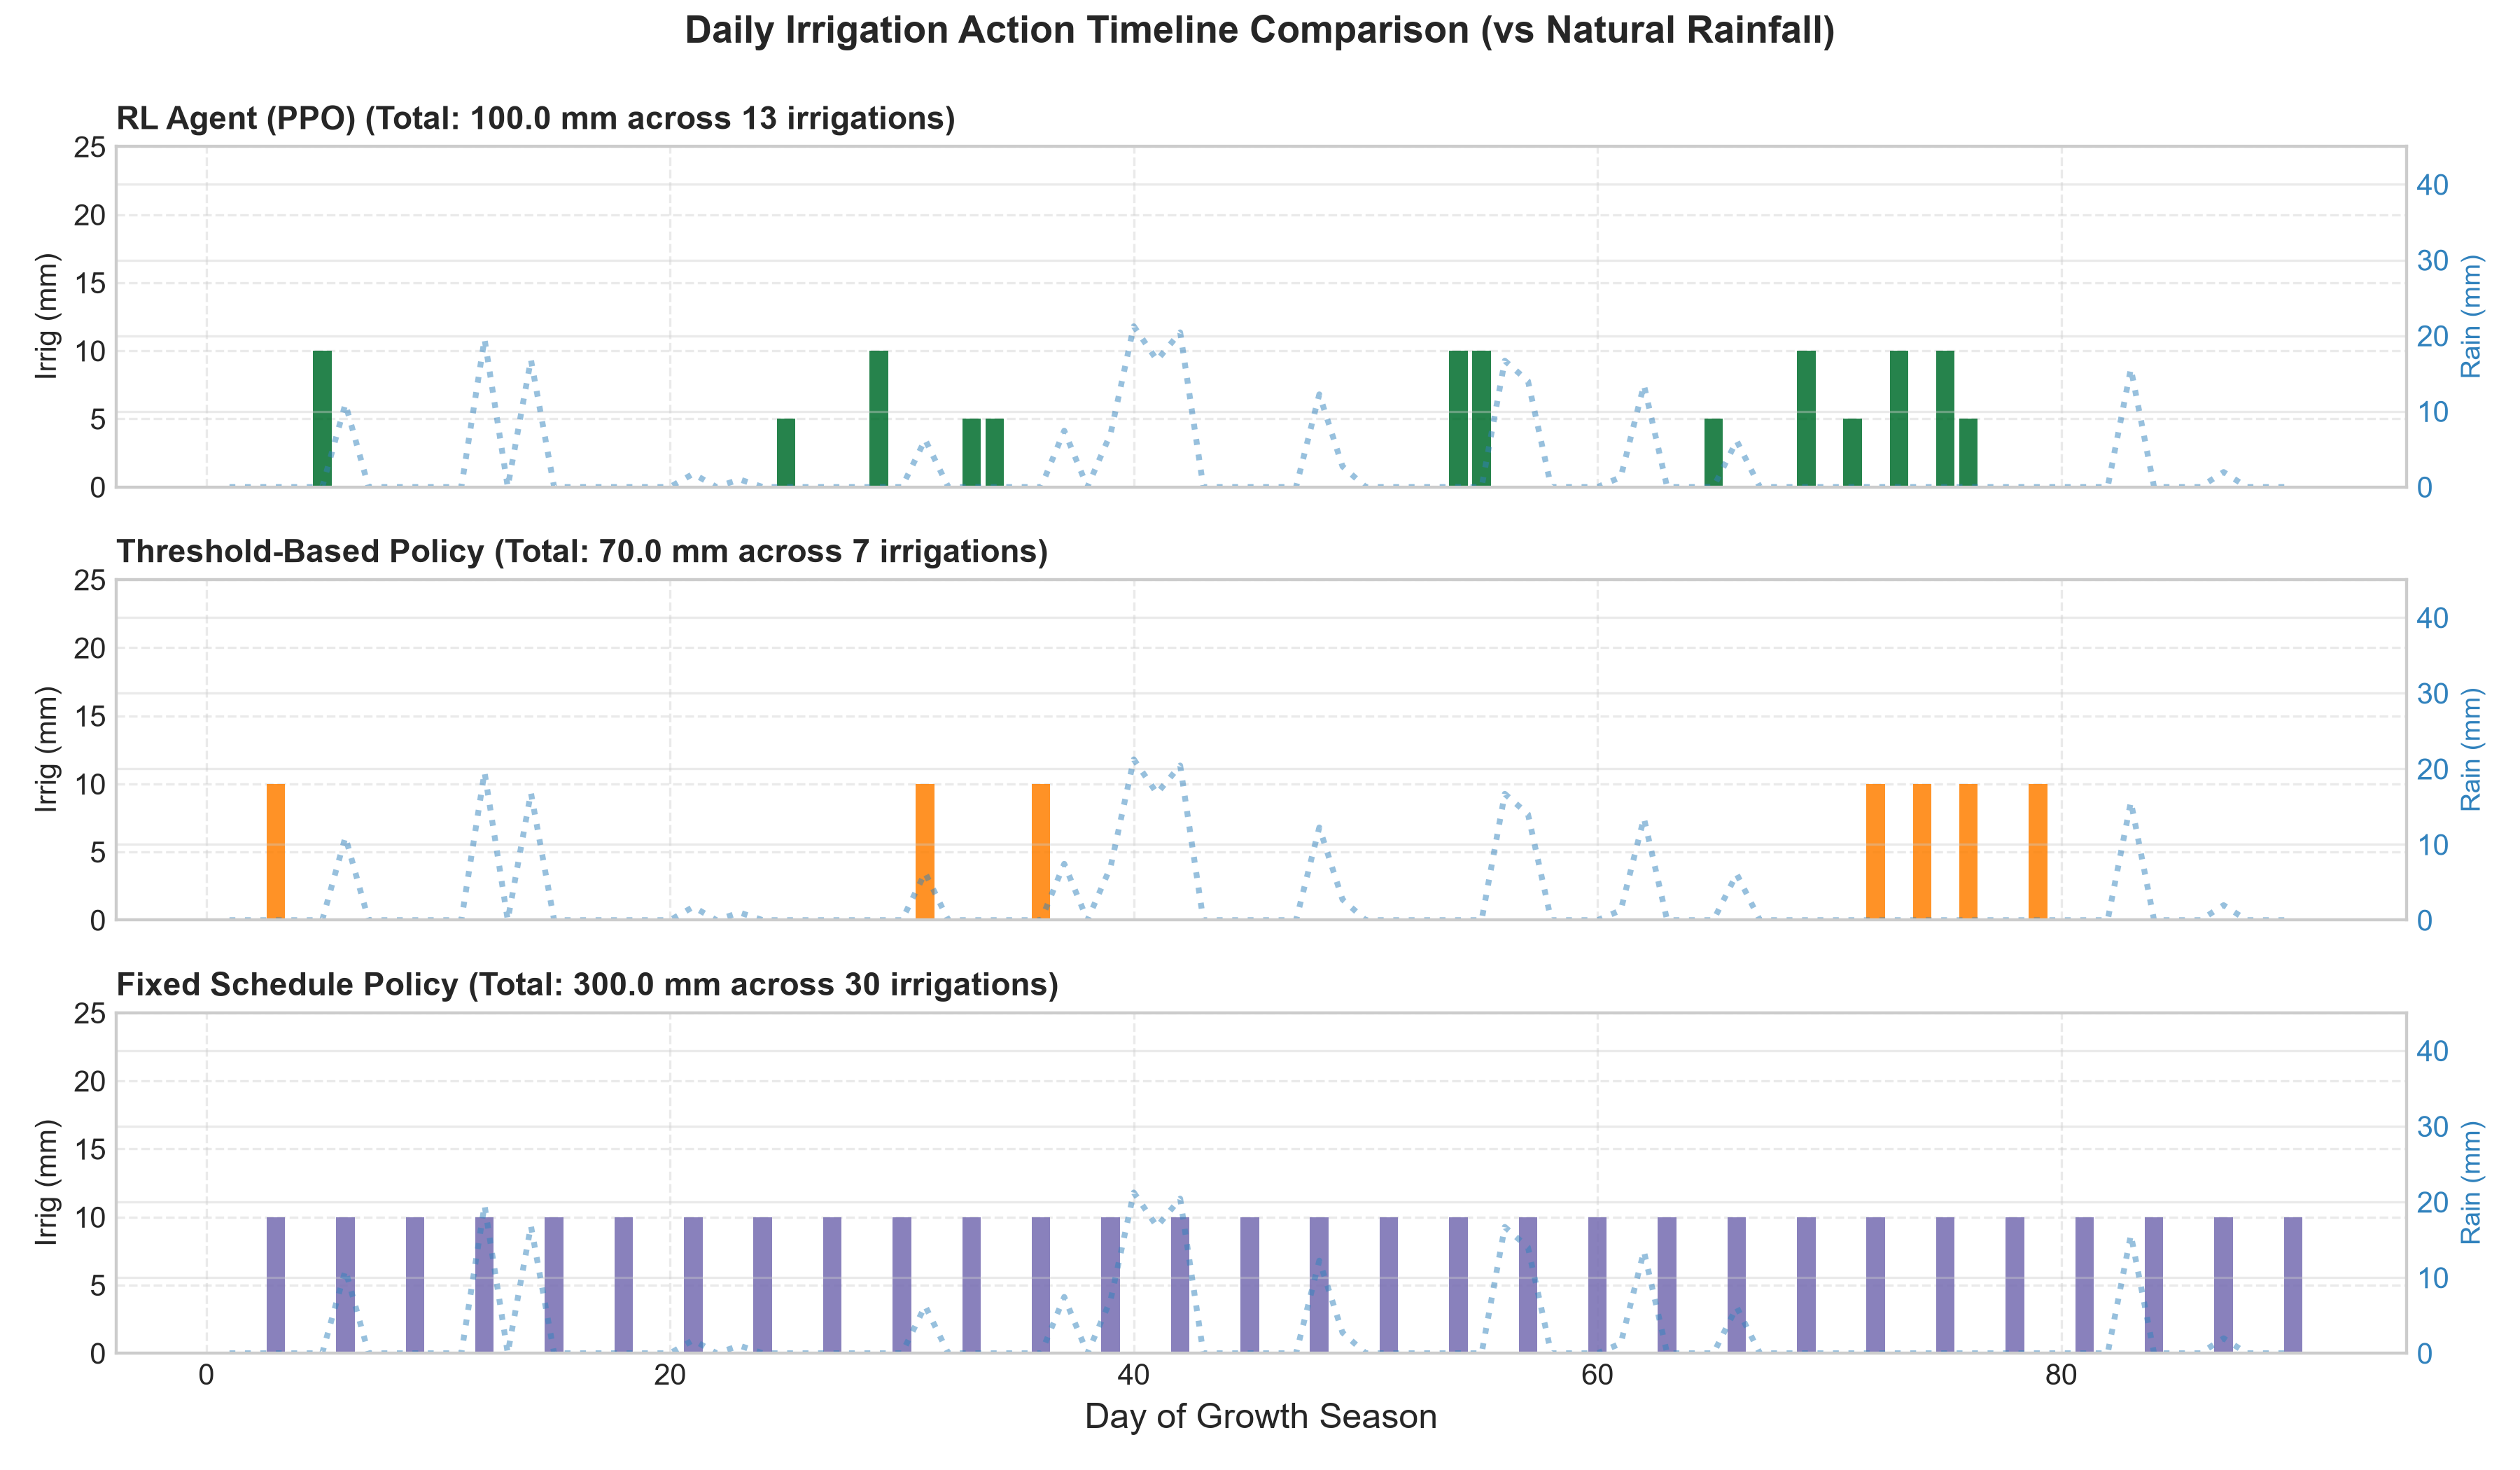 Daily Irrigation Action Timeline Comparison (vs Natural Rainfall)
RL Agent (PPO) (Total: 100.0 mm across 13 irrigations)
25
20
15
10
5
0
Irrig (mm)
40
30
20
10
0
Rain (mm)
Threshold-Based Policy (Total: 70.0 mm across 7 irrigations)
25
20
15
10
5
0
Irrig (mm)
40
30
20
10
0
Rain (mm)
Fixed Schedule Policy (Total: 300.0 mm across 30 irrigations)
25
20
15
10
5
0
Irrig (mm)
40
30
20
10
0
Rain (mm)
0 20 40 60 80
Day of Growth Season